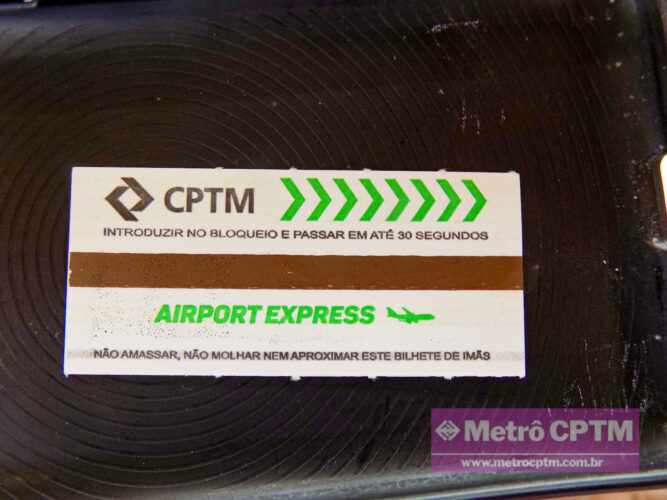 CPTM
INTRODUZIR NO BLOQUEIO E PASSAR EM ATÉ 30 SEGUNDOS
AIRPORT EXPRESS
NÃO AMASSAR, NÃO MOLHAR NEM APROXIMAR ESTE BILHETE DE IMÃS
Metrô CPTM
www.metrocptm.com.br